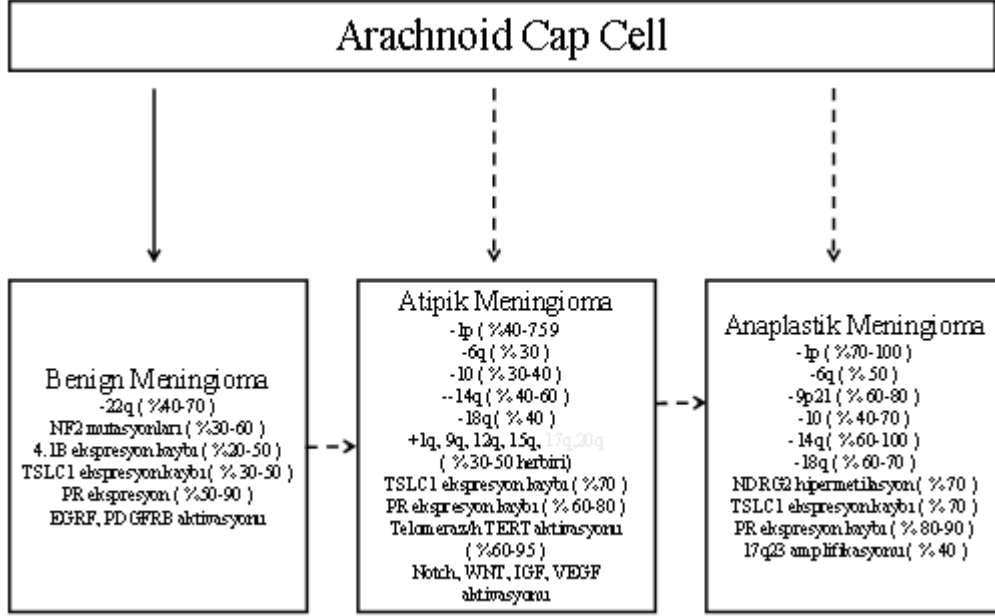 Arachnoid Cap Cell
Benign Meningioma
-22q ( %40-70 )
NF2 mutasyonları ( %30-60 )
4.1B ekspresyon kaybı ( %20-50 )
TSLC1 ekspresyon kaybı ( %30-50 )
PR ekspresyon ( %50-90 )
EGRF, PDGFRB aktivasyonu
Atipik Meningioma
-1p ( %40-759
-6q ( %30 )
-10 ( %30-40 )
--14q ( %40-60 )
-18q ( %40 )
+1q, 9q, 12q, 15q, 17q,20q
( %30-50 herbiri)
TSLC1 ekspresyon kaybı ( %70 )
PR ekspresyon kaybı ( %60-80 )
Telomeraz/h TERT aktivasyonu
( %60-95 )
Notch, WNT, IGF, VEGF
aktivasyonu
Anaplastik Meningioma
-1p ( %70-100 )
-6q ( %50 )
-9p21 ( %60-80 )
-10 ( %40-70 )
-14q ( %60-100 )
-18q ( %60-70 )
NDRG2 hipermetilasyon ( %70 )
TSLC1 ekspresyon kaybı ( %70 )
PR ekspresyon kaybı ( %80-90 )
17q23 amplifikasyonu ( %40 )